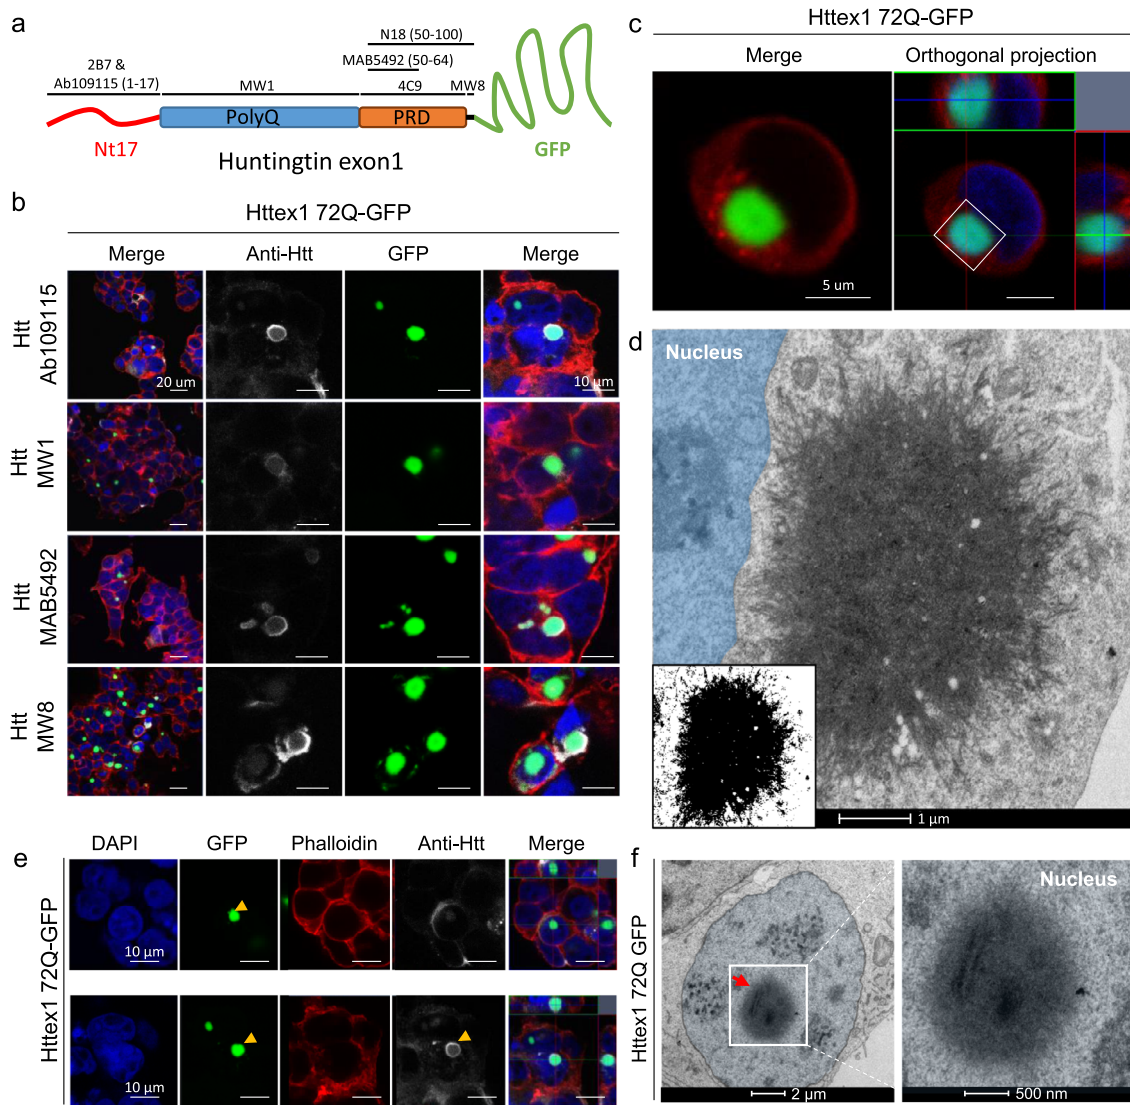 a
N18 (50-100)
2B7 &
MAB5492 (50-64)
Ab109115 (1-17)
MW1
4C9
MW8
PolyQ
PRD
Nt17
Huntingtin exon1
GFP
b
Httex1 72Q-GFP
Merge
Anti-Htt
GFP
Merge
Htt
Ab109115
20 um
10 µm
Htt
MW1
Htt
MAB5492
Htt
MW8
c
Httex1 72Q-GFP
Merge
Orthogonal projection
5 um
d
Nucleus
1 µm
e
DAPI
GFP
Phalloidin
Anti-Htt
Merge
Httex1 72Q-GFP
10 µm
10 µm
f
Httex1 72Q GFP
Nucleus
2 µm
500 nm